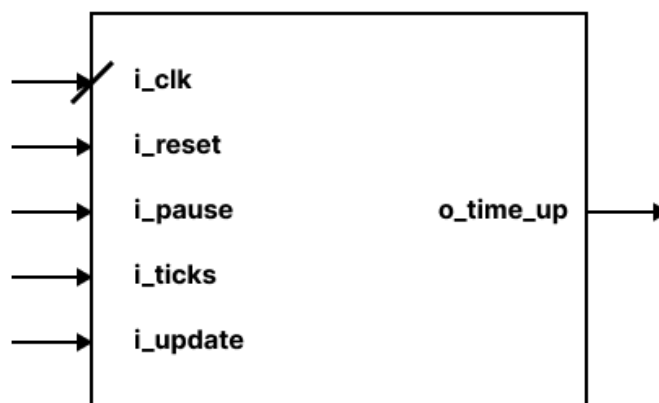 i_clk
i_reset
i_pause
o_time_up
i_ticks
i_update